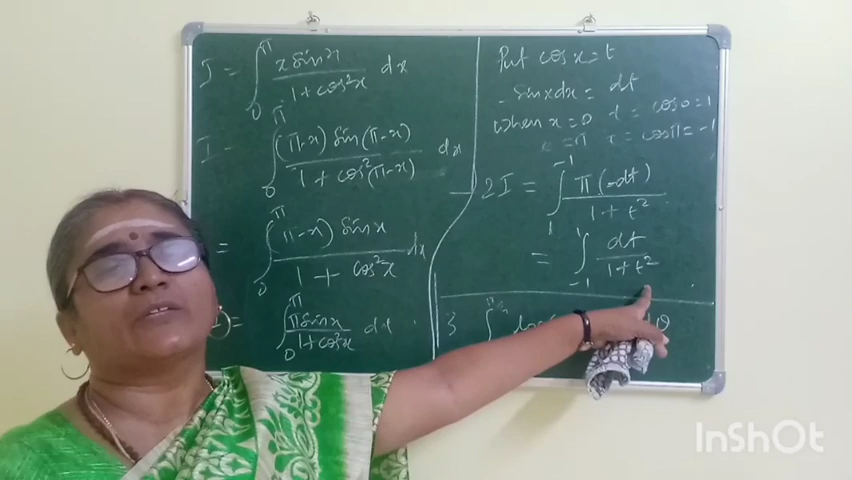 I = ∫₀^π x sin x / 1 + cos²x dx
I = ∫₀^π (π-x) sin(π-x) / 1 + cos²(π-x) dx
= ∫₀^π (π-x) sin x / 1 + cos²x dx
= ∫₀^π π sin x / 1 + cos²x dx
Put cos x = t
- sin x dx = dt
when x = 0 t = cos 0 = 1
x = π t = cos π = -1
2I = ∫₁^-1 π(-dt) / 1 + t²
= ∫₋₁^1 dt / 1 + t²
3 ∫
InShOt